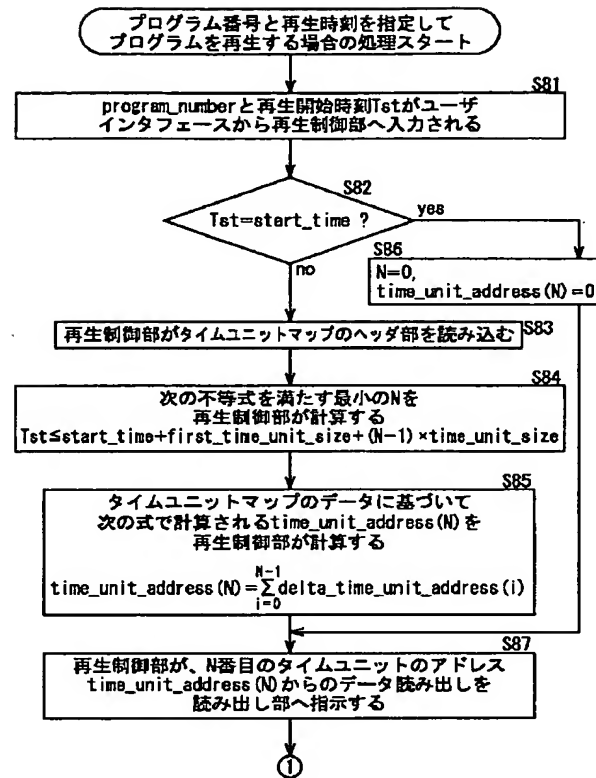 プログラム番号と再生時刻を指定して
プログラムを再生する場合の処理スタート
S81
program_numberと再生開始時刻Tstがユーザ
インタフェースから再生制御部へ入力される
S82
Tst=start_time ?
yes
no
S86
N=0,
time_unit_address(N)=0
再生制御部がタイムユニットマップのヘッダ部を読み込む
S83
S84
次の不等式を満たす最小のNを
再生制御部が計算する
Tst≦start_time+first_time_unit_size+(N-1)×time_unit_size
S85
タイムユニットマップのデータに基づいて
次の式で計算されるtime_unit_address(N)を
再生制御部が計算する
N-1
time_unit_address(N)=Σdelta_time_unit_address(i)
i=0
S87
再生制御部が、N番目のタイムユニットのアドレス
time_unit_address(N)からのデータ読み出しを
読み出し部へ指示する
①